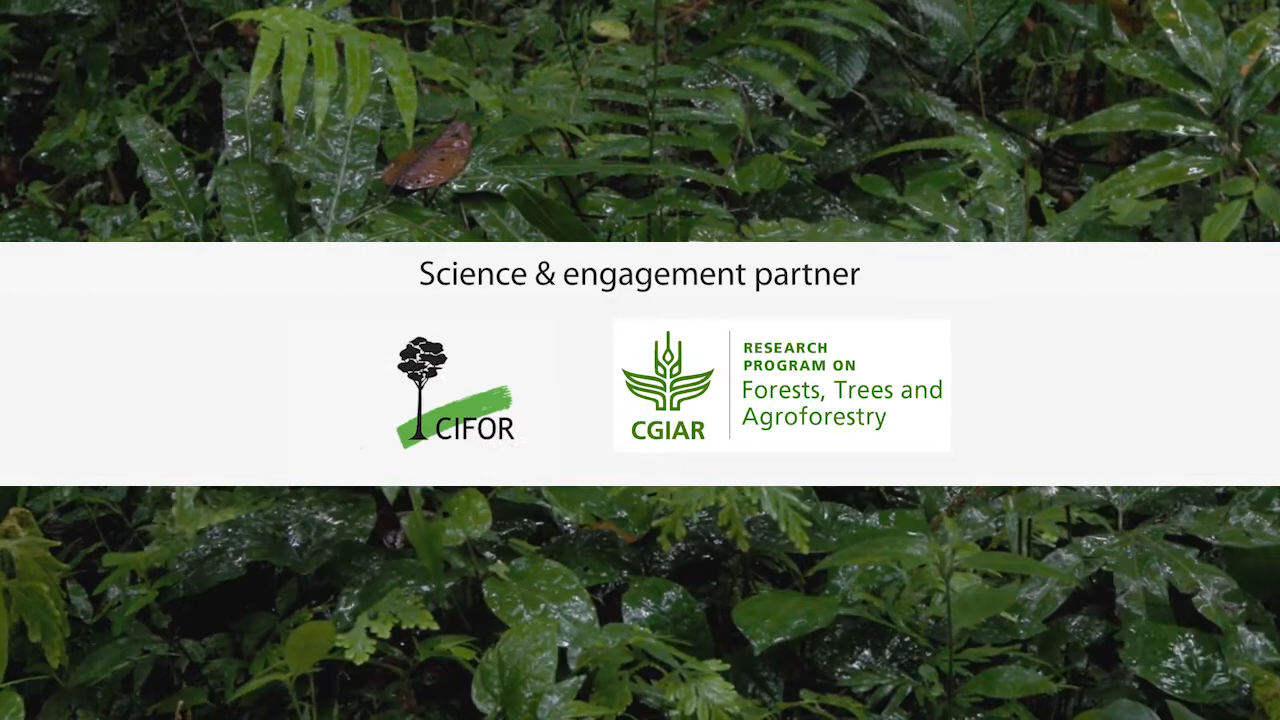 Science & engagement partner
CIFOR
CGIAR
RESEARCH
PROGRAM ON
Forests, Trees and
Agroforestry